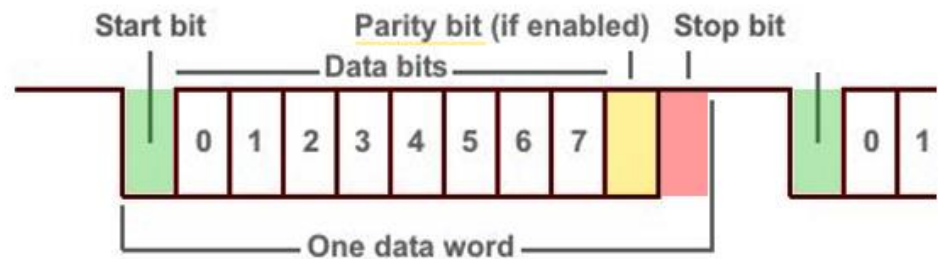 Start bit Parity bit (if enabled) Stop bit
Data bits
0 1 2 3 4 5 6 7 0 1
One data word